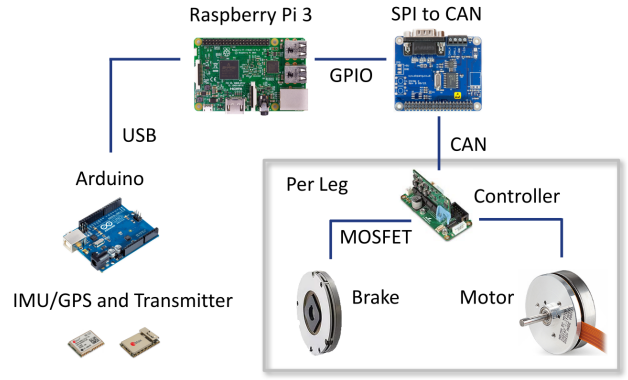 Raspberry Pi 3
SPI to CAN
GPIO
USB
CAN
Arduino
Per Leg
Controller
MOSFET
IMU/GPS and Transmitter
Brake
Motor